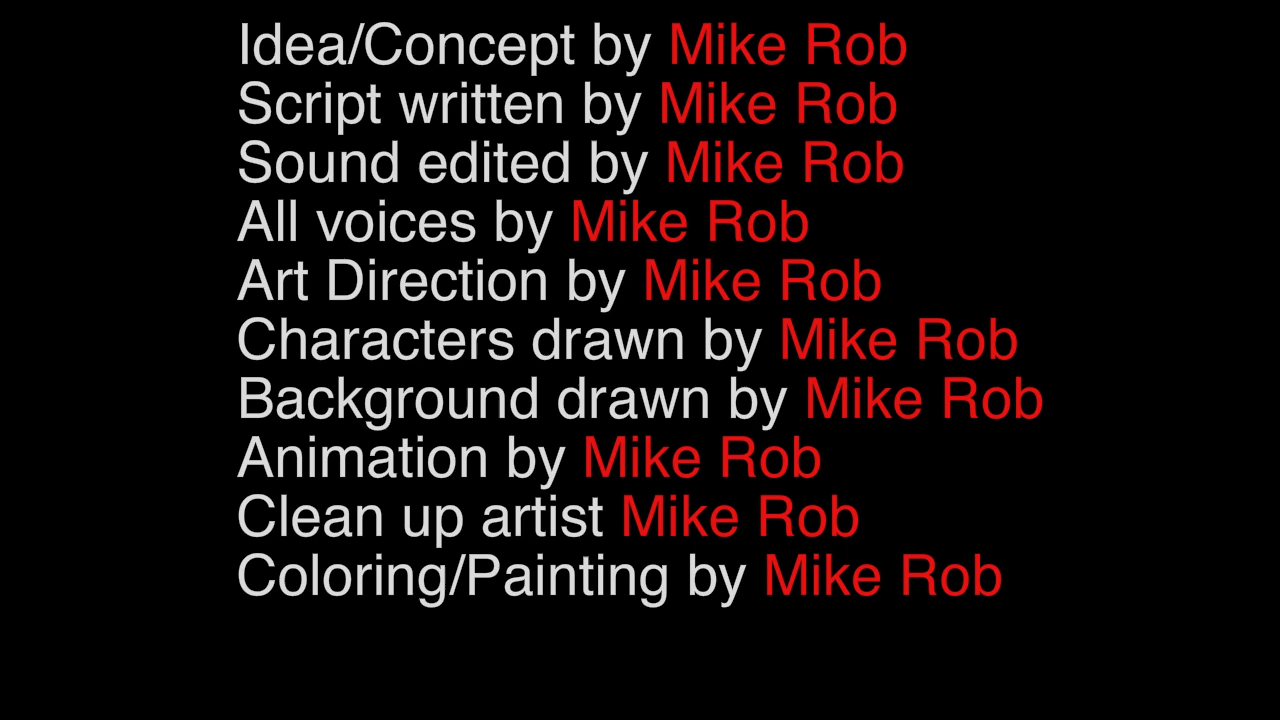 Idea/Concept by Mike Rob
Script written by Mike Rob
Sound edited by Mike Rob
All voices by Mike Rob
Art Direction by Mike Rob
Characters drawn by Mike Rob
Background drawn by Mike Rob
Animation by Mike Rob
Clean up artist Mike Rob
Coloring/Painting by Mike Rob